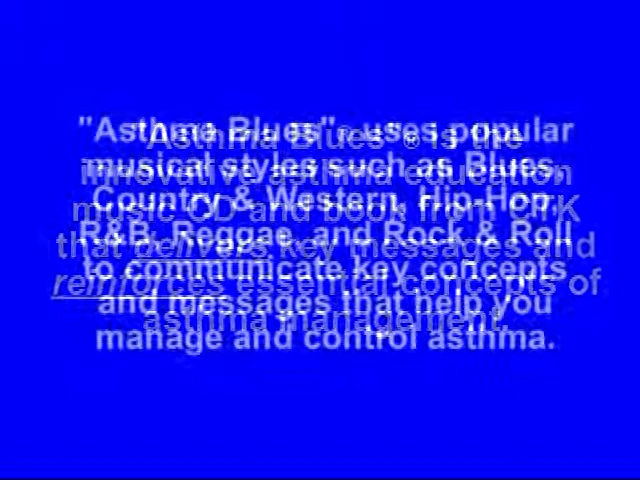 "Asthma Blues"® uses popular
musical styles such as Blues,
Country & Western, Hip-Hop,
R&B, Reggae, and Rock & Roll
to communicate key concepts
and messages that help you
manage and control asthma.
"Asthma Blues"® is the
innovative asthma education
music CD and book from CTK
that delivers key messages and
reinforces essential concepts of
asthma management.